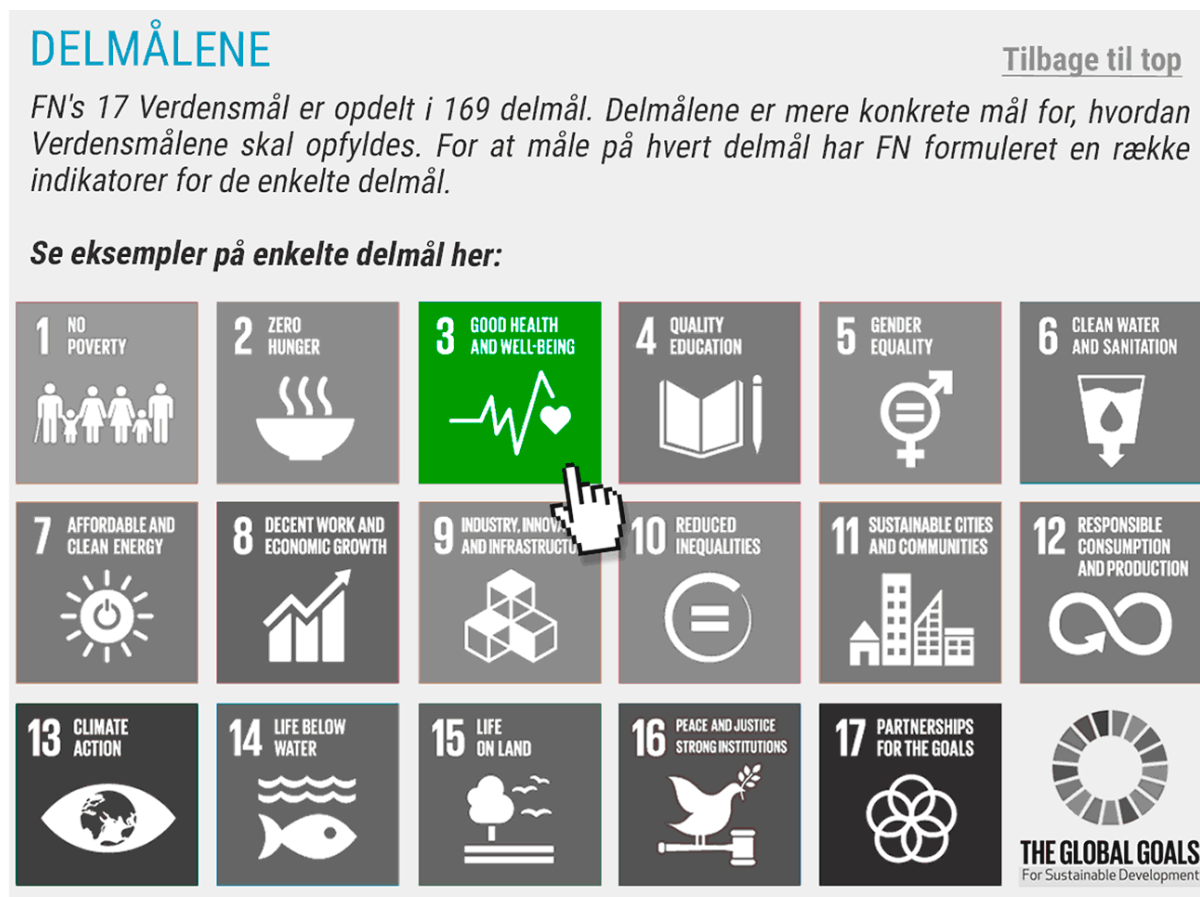 DELMÅLENE
Tilbage til top
FN's 17 Verdensmål er opdelt i 169 delmål. Delmålene er mere konkrete mål for, hvordan
Verdensmålene skal opfyldes. For at måle på hvert delmål har FN formuleret en række
indikatorer for de enkelte delmål.
Se eksempler på enkelte delmål her:
1 NO
POVERTY
2 ZERO
HUNGER
3 GOOD HEALTH
AND WELL-BEING
4 QUALITY
EDUCATION
5 GENDER
EQUALITY
6 CLEAN WATER
AND SANITATION
7 AFFORDABLE AND
CLEAN ENERGY
8 DECENT WORK AND
ECONOMIC GROWTH
9 INDUSTRY,
AND
10 REDUCED
INEQUALITIES
11 SUSTAINABLE CITIES
AND COMMUNITIES
12 RESPONSIBLE
CONSUMPTION
AND PRODUCTION
13 CLIMATE
ACTION
14 LIFE BELOW
WATER
15 LIFE
ON LAND
16 PEACE AND JUSTICE
STRONG INSTITUTIONS
17 PARTNERSHIPS
FOR THE GOALS
THE GLOBAL GOALS
For Sustainable Development